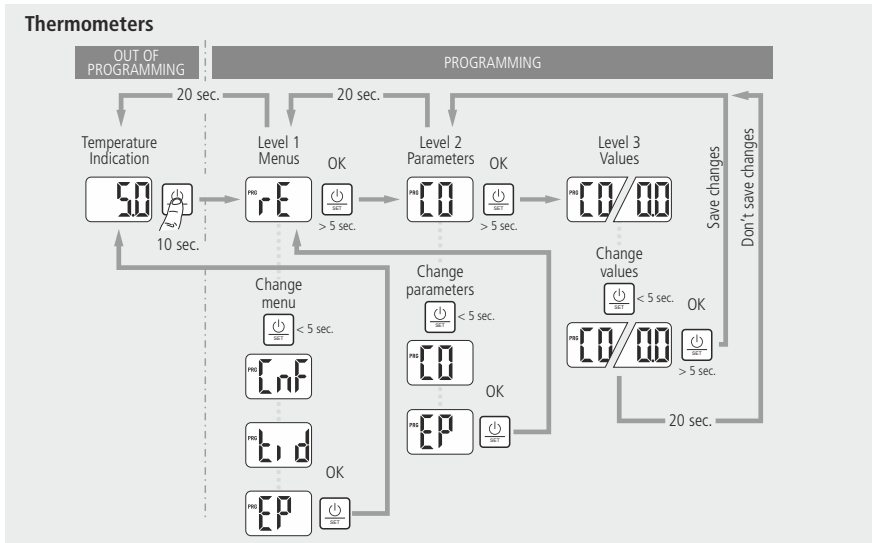 Thermometers
OUT OF
PROGRAMMING
PROGRAMMING
20 sec.
20 sec.
Temperature
Indication
Level 1
Menus
OK
Level 2
Parameters
OK
Level 3
Values
5.0
PRG rE
SET
> 5 sec.
PRG C0
SET
> 5 sec.
PRG C0/0.0
10 sec.
Save changes
Don't save changes
Change
menu
SET
< 5 sec.
Change
parameters
SET
< 5 sec.
Change
values
SET
< 5 sec.
OK
PRG CnF
PRG C0
PRG C0/0.0
SET
> 5 sec.
PRG tid
OK
PRG EP
SET
20 sec.
OK
PRG EP
SET